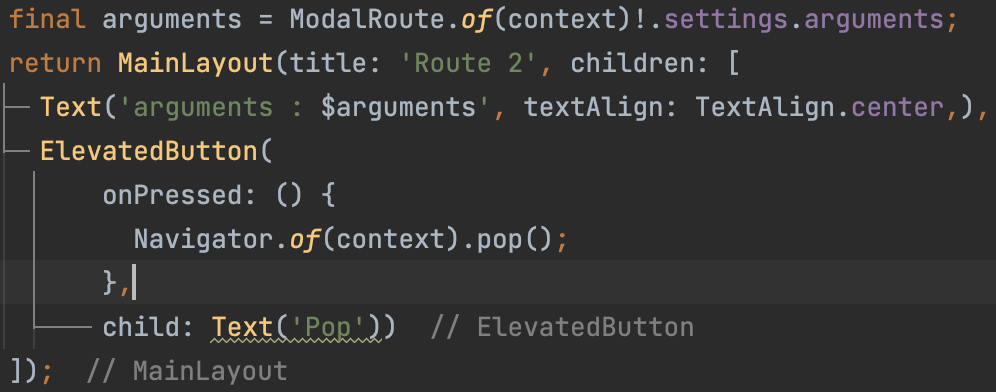 final arguments = ModalRoute.of(context)!.settings.arguments;
return MainLayout(title: 'Route 2', children: [
Text('arguments : $arguments', textAlign: TextAlign.center,),
ElevatedButton(
onPressed: () {
Navigator.of(context).pop();
},
child: Text('Pop')) // ElevatedButton
]); // MainLayout